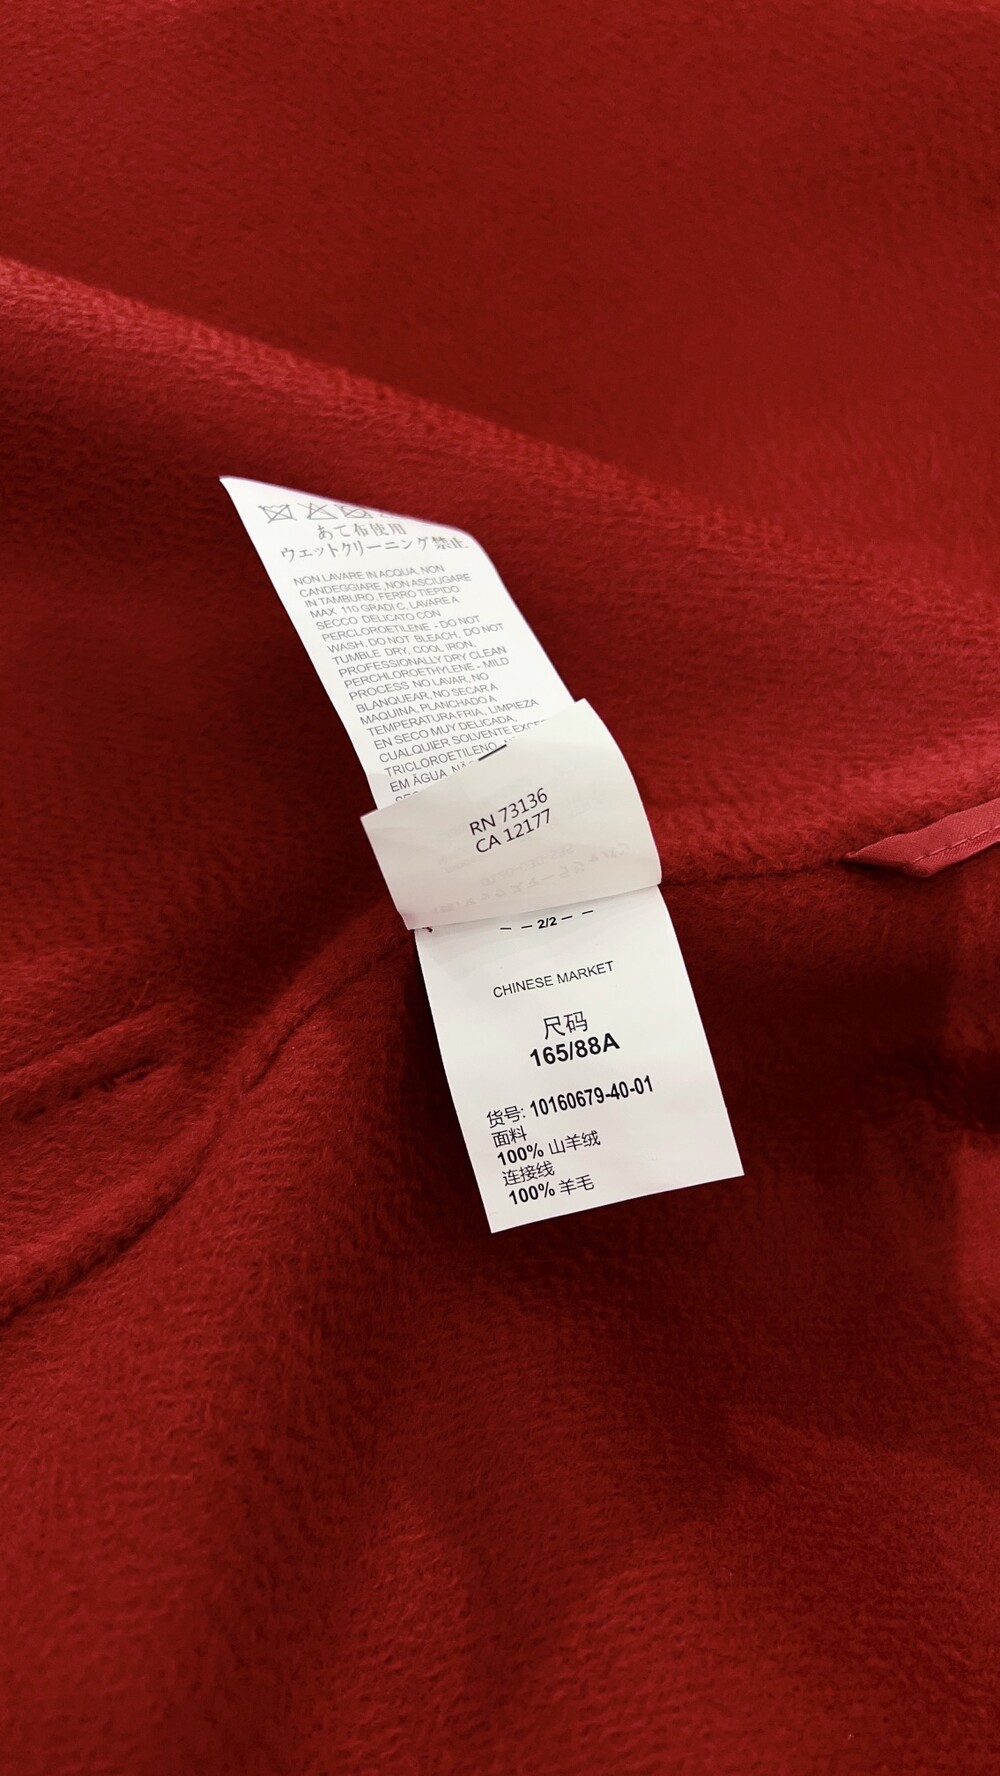 あて布使用
ウェットクリーニング禁止
NON LAVARE IN ACQUA, NON
CANDEGGIARE, NON ASCIUGARE
IN TAMBURO, FERRO TIEPIDO
MAX. 110 GRADI C, LAVARE A
SECCO DELICATO CON
PERCLOROETILENE - DO NOT
WASH, DO NOT BLEACH, DO NOT
TUMBLE DRY, COOL IRON,
PROFESSIONALLY DRY CLEAN
PERCHLOROETHYLENE - MILD
PROCESS NO LAVAR, NO
BLANQUEAR, NO SECAR A
MAQUINA, PLANCHADO A
TEMPERATURA FRIA, LIMPIEZA
EN SECO MUY DELICADA,
CUALQUIER SOLVENTE EXCE
TRICLOROETILENO
EM ÁGUA
RN 73136
CA 12177
— — 2/2 — —
CHINESE MARKET
尺码
165/88A
货号: 10160679-40-01
面料
100% 山羊绒
连接线
100% 羊毛